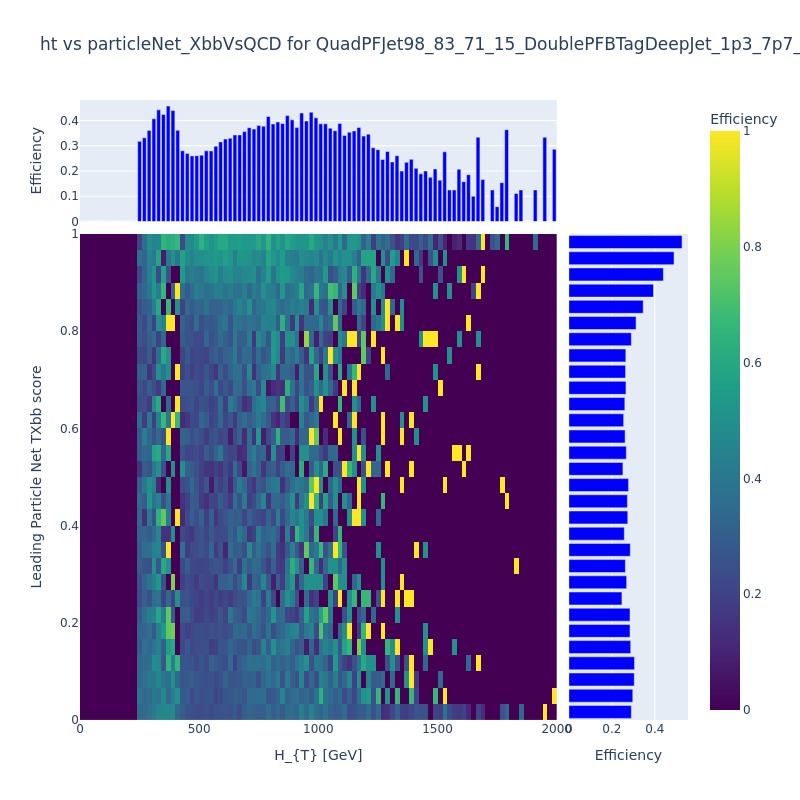 ht vs particleNet_XbbVsQCD for QuadPFJet98_83_71_15_DoublePFBTagDeepJet_1p3_7p7_
Efficiency
0.4
0.3
0.2
0.1
0
Efficiency
1
0.8
0.6
0.4
0.2
0
Leading Particle Net TXbb score
1
0.8
0.6
0.4
0.2
0
0 500 1000 1500 2000
H_{T} [GeV]
0 0.2 0.4
Efficiency